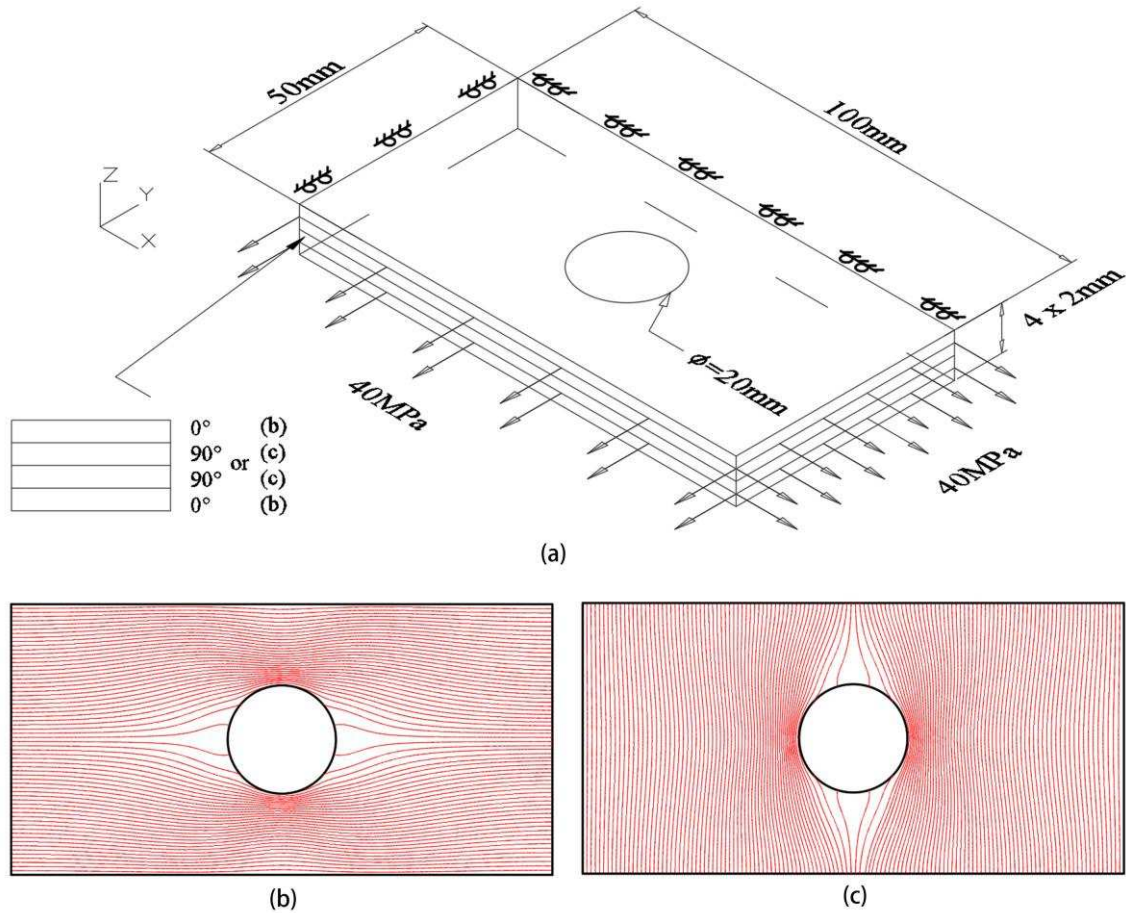 50mm
100mm
Z
Y
X
4 x 2mm
ø=20mm
40MPa
40MPa
0° (b)
90° or (c)
90° (c)
0° (b)
(a)
(b)
(c)